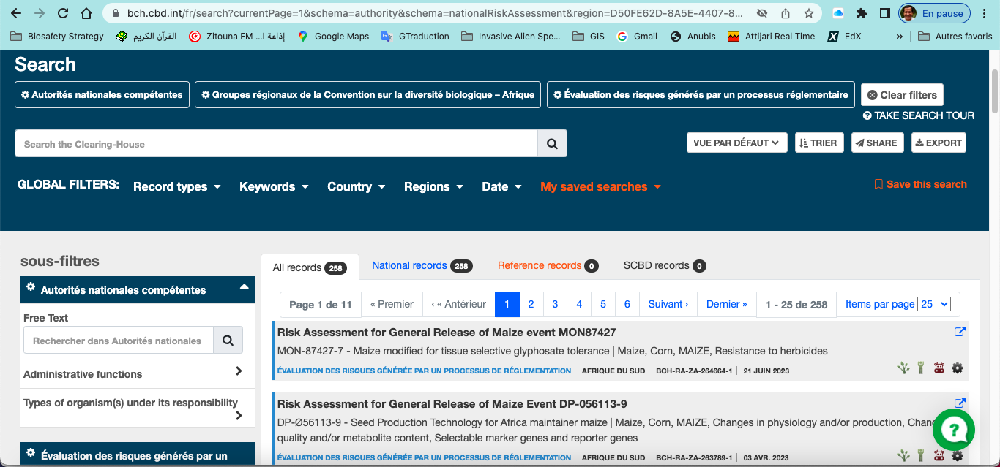 bch.cbd.int/fr/search?currentPage=1&schema=authority&schema=nationalRiskAssessment&region=D50FE62D-8A5E-4407-8...
En pause
Biosafety Strategy
القرآن الكريم
Zitouna FM ... إذاعة ا
Google Maps
GTraduction
Invasive Alien Spe...
GIS
Gmail
Anubis
Attijari Real Time
EdX
»
Autres favoris
Search
Autorités nationales compétentes
Groupes régionaux de la Convention sur la diversité biologique – Afrique
Évaluation des risques générés par un processus réglementaire
Clear filters
TAKE SEARCH TOUR
Search the Clearing-House
VUE PAR DÉFAUT
TRIER
SHARE
EXPORT
GLOBAL FILTERS:
Record types
Keywords
Country
Regions
Date
My saved searches
Save this search
sous-filtres
All records 258
National records 258
Reference records 0
SCBD records 0
Autorités nationales compétentes
Free Text
Rechercher dans Autorités nationales
Administrative functions
Types of organism(s) under its responsibility
Évaluation des risques générés par un
Page 1 de 11
« Premier
‹ « Antérieur
1
2
3
4
5
6
Suivant ›
Dernier »
1 - 25 de 258
Items par page 25
Risk Assessment for General Release of Maize event MON87427
MON-87427-7 - Maize modified for tissue selective glyphosate tolerance | Maize, Corn, MAIZE, Resistance to herbicides
ÉVALUATION DES RISQUES GÉNÉRÉE PAR UN PROCESSUS DE RÉGLEMENTATION | AFRIQUE DU SUD | BCH-RA-ZA-264664-1 | 21 JUIN 2023
Risk Assessment for General Release of Maize Event DP-056113-9
DP-Ø56113-9 - Seed Production Technology for Africa maintainer maize | Maize, Corn, MAIZE, Changes in physiology and/or production,
quality and/or metabolite content, Selectable marker genes and reporter genes
ÉVALUATION DES RISQUES GÉNÉRÉE PAR UN PROCESSUS DE RÉGLEMENTATION | AFRIQUE DU SUD | BCH-RA-ZA-263789-1 | 03 AVR. 2023